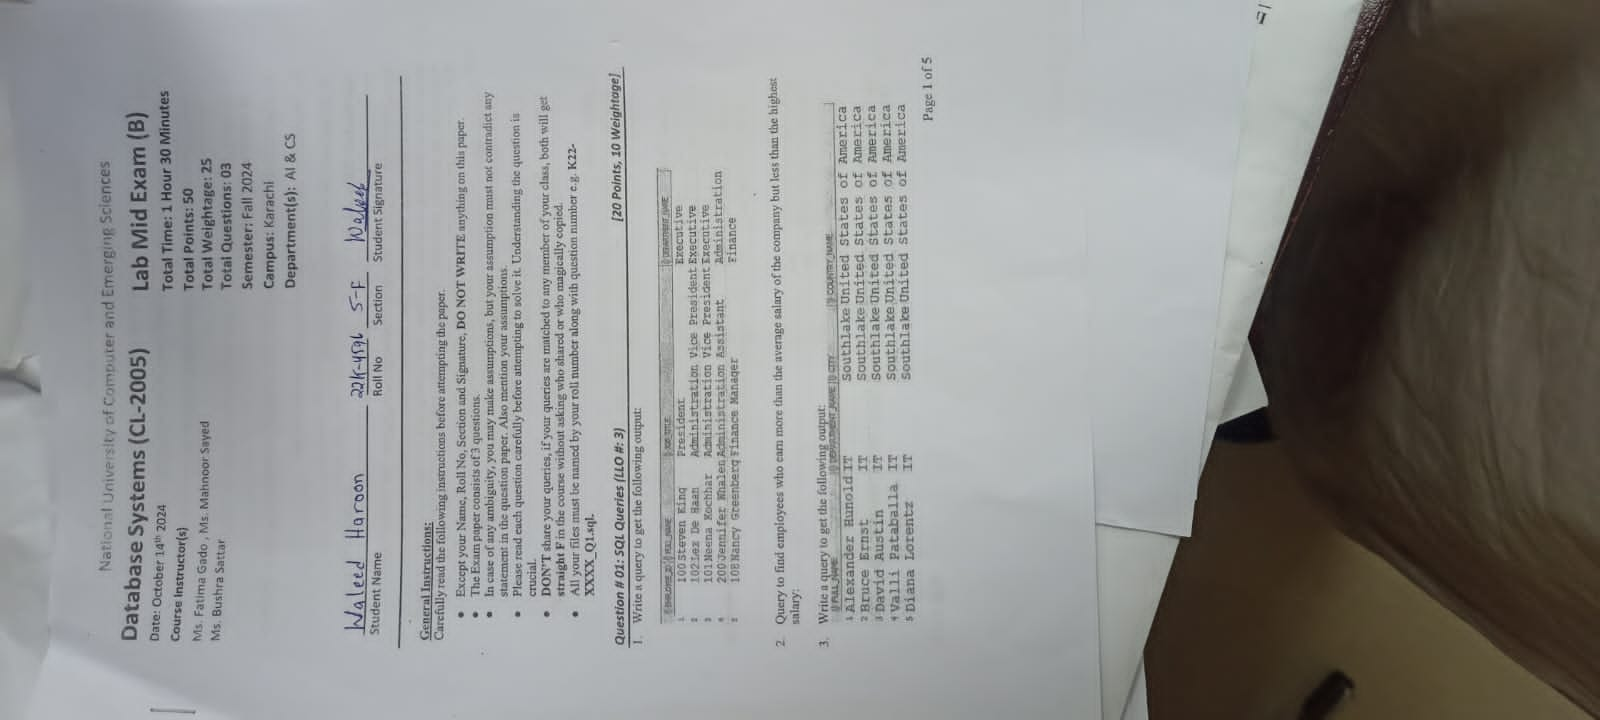 National University of Computer and Emerging Sciences
Database Systems (CL-2005)
Lab Mid Exam (B)
Date: October 14th 2024
Total Time: 1 Hour 30 Minutes
Course Instructor(s)
Total Points: 50
Ms. Fatima Gado , Ms. Mahnoor Sayed
Total Weightage: 25
Ms. Bushra Sattar
Total Questions: 03
Semester: Fall 2024
Campus: Karachi
Department(s): AI & CS
Waleed Haroon 22K-4596 5-F Waleed
Student Name Roll No Section Student Signature
General Instructions:
Carefully read the following instructions before attempting the paper.
• Except your Name, Roll No, Section and Signature, DO NOT WRITE anything on this paper.
• The Exam paper consists of 3 questions.
• In case of any ambiguity, you may make assumptions, but your assumption must not contradict any
statement in the question paper. Also mention your assumptions.
• Please read each question carefully before attempting to solve it. Understanding the question is
crucial.
• DON'T share your queries, if your queries are matched to any member of your class, both will get
straight F in the course without asking who shared or who magically copied.
• All your files must be named by your roll number along with question number e.g. K22-
XXXX_Q1.sql.
Question # 01: SQL Queries (LLO #: 3) [20 Points, 10 Weightage]
1. Write a query to get the following output:
EMPLOYEE_ID FULL_NAME JOB_TITLE DEPARTMENT_NAME
1 100 Steven King President Executive
2 102 Lex De Haan Administration Vice President Executive
3 101 Neena Kochhar Administration Vice President Executive
4 200 Jennifer Whalen Administration Assistant Administration
5 108 Nancy Greenberg Finance Manager Finance
2. Query to find employees who earn more than the average salary of the company but less than the highest
salary:
3. Write a query to get the following output:
FULL_NAME DEPARTMENT_NAME CITY COUNTRY_NAME
1 Alexander Hunold IT Southlake United States of America
2 Bruce Ernst IT Southlake United States of America
3 David Austin IT Southlake United States of America
4 Valli Pataballa IT Southlake United States of America
5 Diana Lorentz IT Southlake United States of America
Page 1 of 5